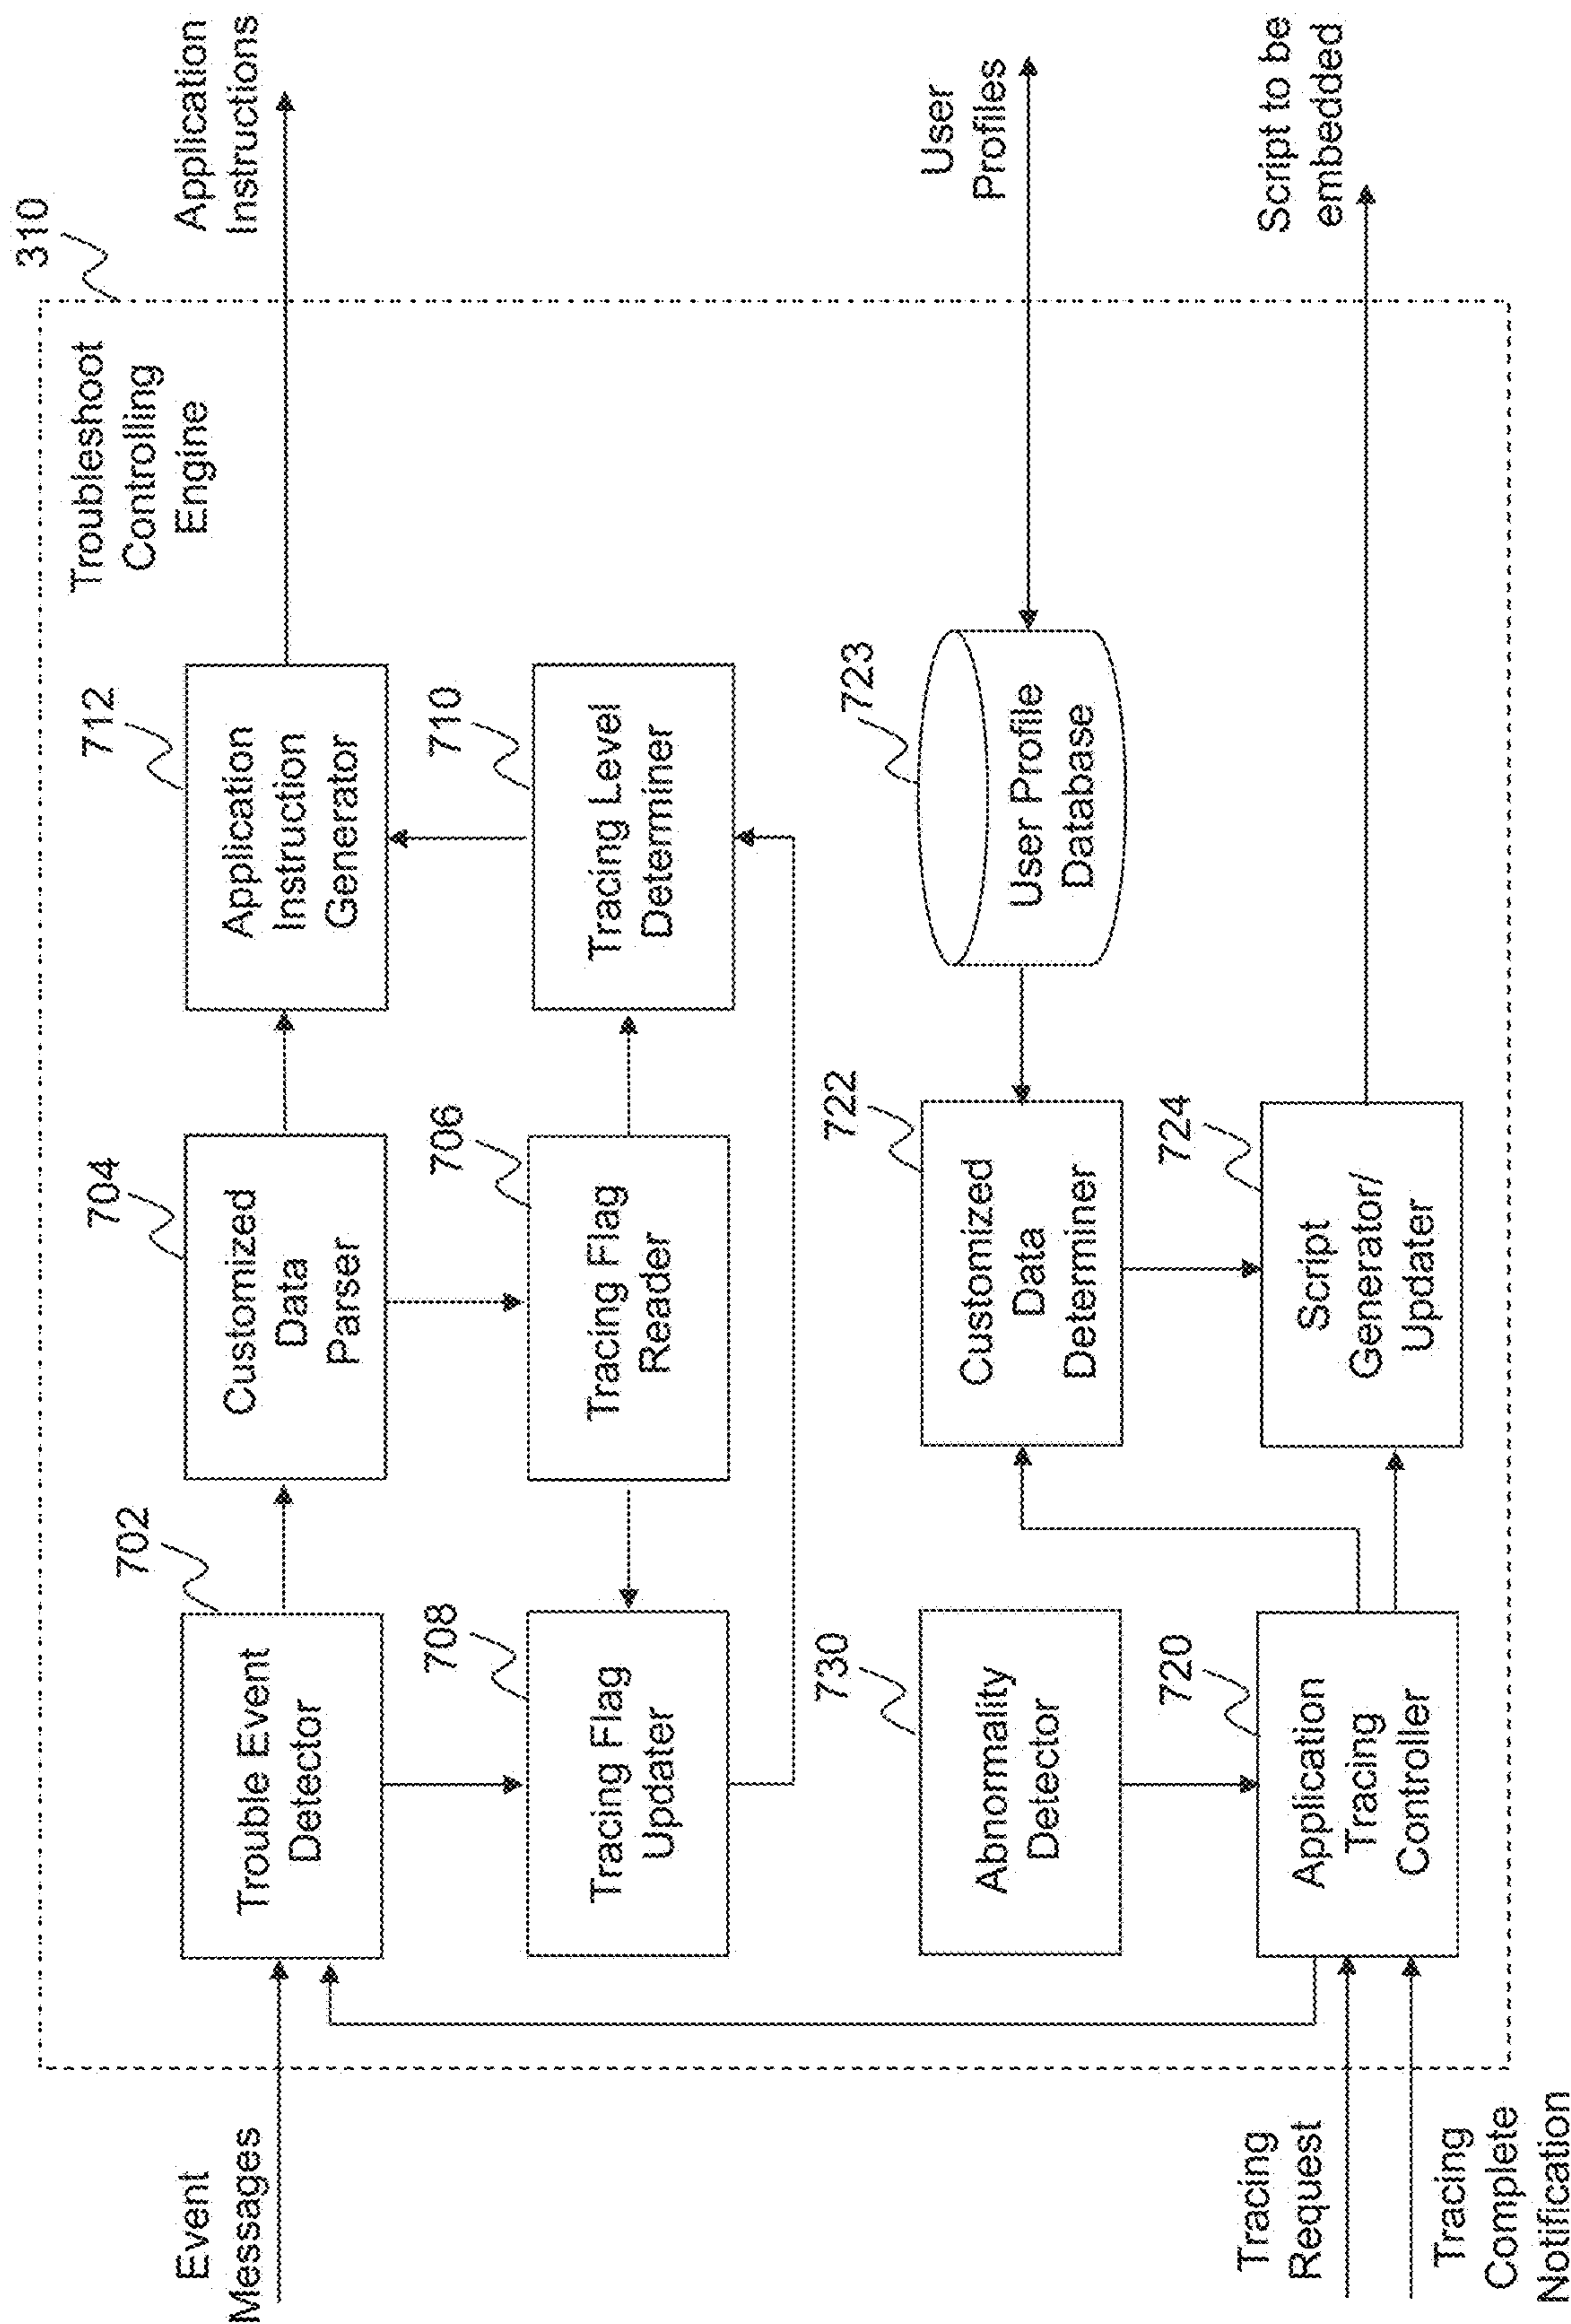 310
Troubleshoot
Controlling
Engine
Event
Messages
702
Trouble Event
Detector
704
Customized
Data
Parser
712
Application
Instruction
Generator
Application
Instructions
708
Tracing Flag
Updater
706
Tracing Flag
Reader
710
Tracing Level
Determiner
730
Abnormality
Detector
722
Customized
Data
Determiner
723
User Profile
Database
User
Profiles
Tracing
Request
Tracing
Complete
Notification
720
Application
Tracing
Controller
724
Script
Generator/
Updater
Script to be
embedded